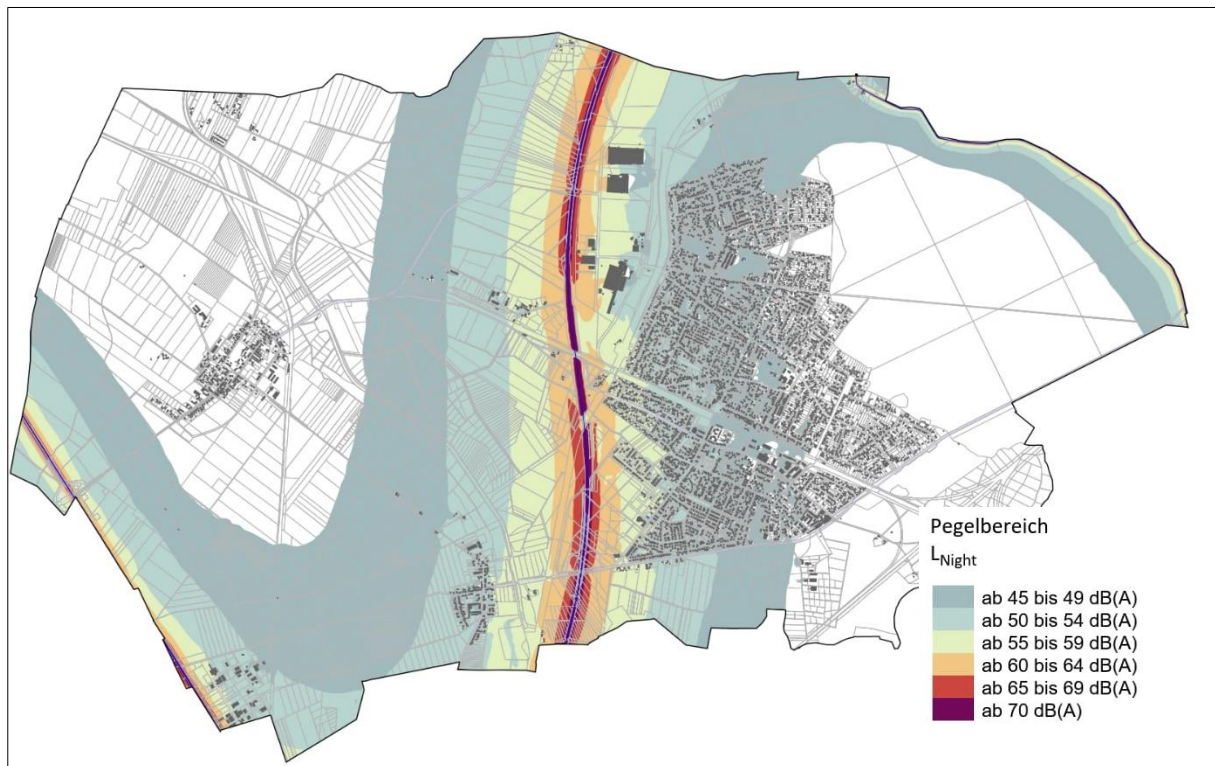 Pegelbereich
LNight
ab 45 bis 49 dB(A)
ab 50 bis 54 dB(A)
ab 55 bis 59 dB(A)
ab 60 bis 64 dB(A)
ab 65 bis 69 dB(A)
ab 70 dB(A)